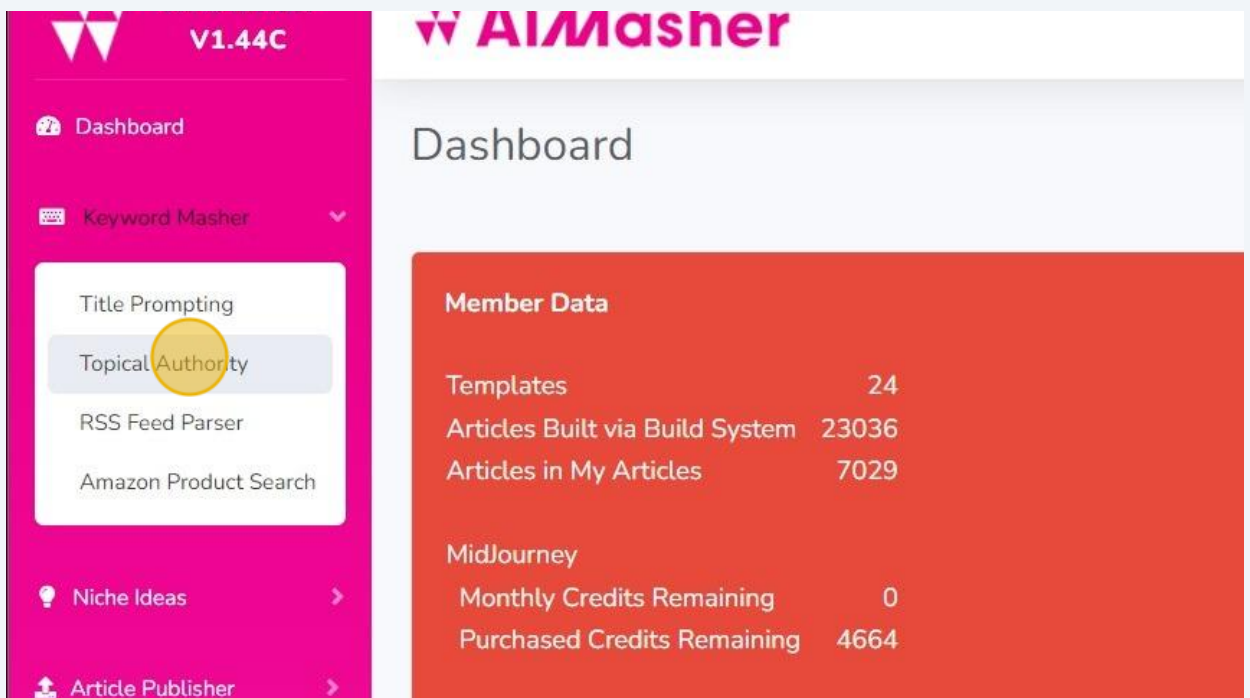 V1.44C
AIMasher
Dashboard
Keyword Masher
Title Prompting
Topical Authority
RSS Feed Parser
Amazon Product Search
Niche Ideas
Article Publisher
Dashboard
Member Data
Templates 24
Articles Built via Build System 23036
Articles in My Articles 7029
MidJourney
Monthly Credits Remaining 0
Purchased Credits Remaining 4664